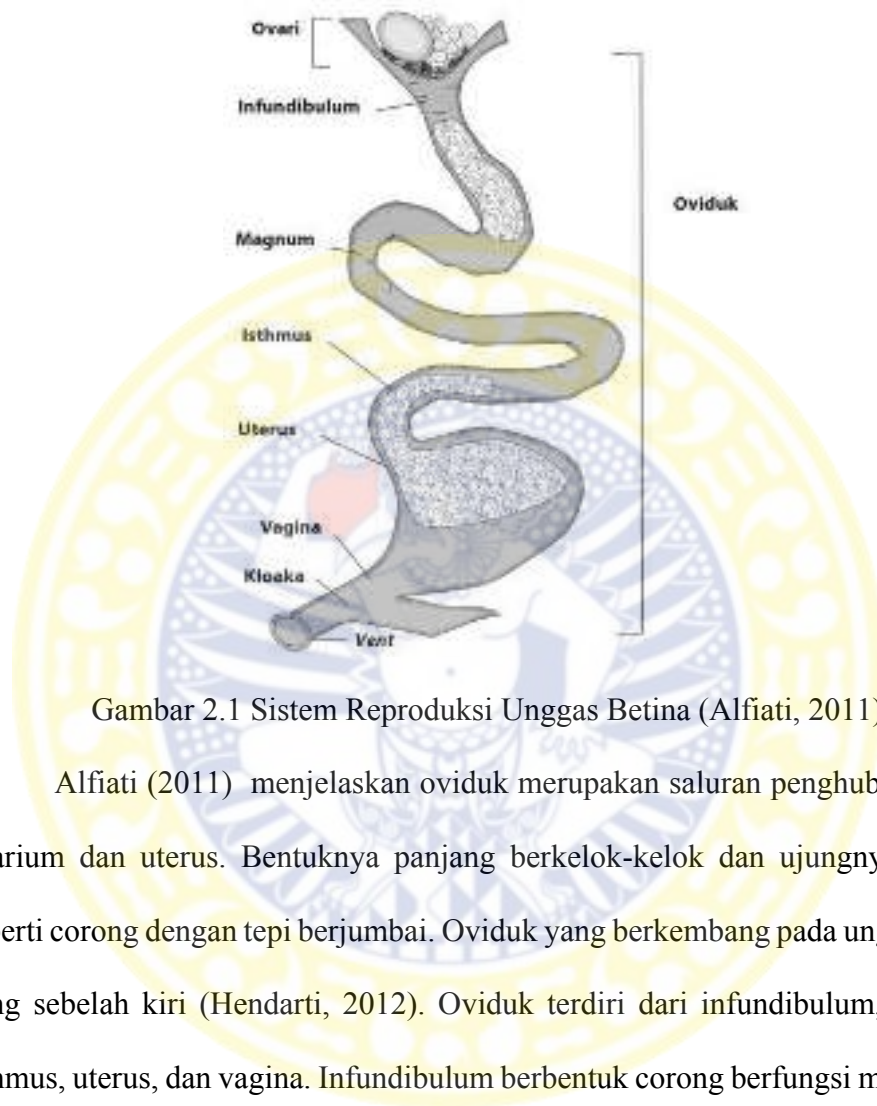 Ovari
Infundibulum
Oviduk
Magnum
Isthmus
Uterus
Vagina
Kloaka
Vent
Gambar 2.1 Sistem Reproduksi Unggas Betina (Alfiati, 2011)
Alfiati (2011) menjelaskan oviduk merupakan saluran penghub
arium dan uterus. Bentuknya panjang berkelok-kelok dan ujungny
erti corong dengan tepi berjumbai. Oviduk yang berkembang pada un
ng sebelah kiri (Hendarti, 2012). Oviduk terdiri dari infundibulum,
hmus, uterus, dan vagina. Infundibulum berbentuk corong berfungsi m